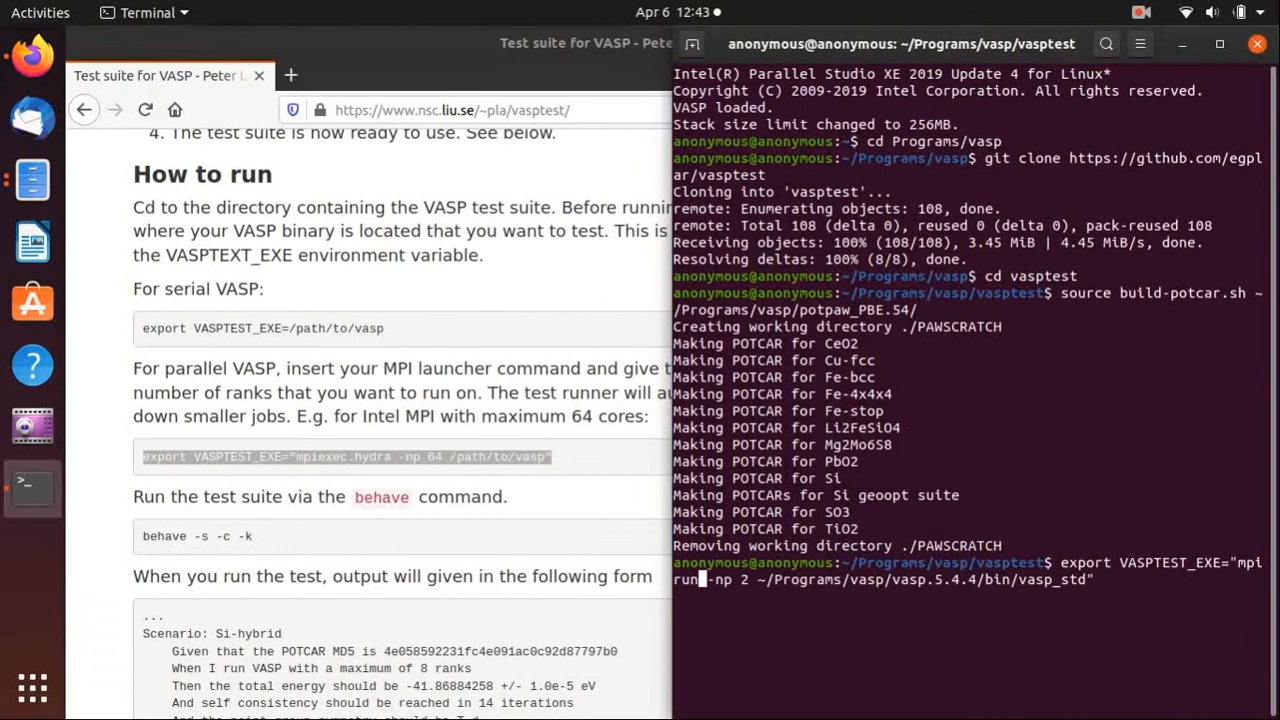 Activities
Terminal
Apr 6 12:43
Test suite for VASP - Pete
Test suite for VASP - Peter L
https://www.nsc.liu.se/~pla/vasptest/
4. The test suite is now ready to use. See below.
How to run
Cd to the directory containing the VASP test suite. Before runnin
where your VASP binary is located that you want to test. This is
the VASPTEXT_EXE environment variable.
For serial VASP:
export VASPTEST_EXE=/path/to/vasp
For parallel VASP, insert your MPI launcher command and give t
number of ranks that you want to run on. The test runner will au
down smaller jobs. E.g. for Intel MPI with maximum 64 cores:
export VASPTEST_EXE="mpiexec.hydra -np 64 /path/to/vasp"
Run the test suite via the behave command.
behave -s -c -k
When you run the test, output will given in the following form
...
Scenario: Si-hybrid
Given that the POTCAR MD5 is 4e058592231fc4e091ac0c92d87797b0
When I run VASP with a maximum of 8 ranks
Then the total energy should be -41.86884258 +/- 1.0e-5 eV
And self consistency should be reached in 14 iterations
anonymous@anonymous: ~/Programs/vasp/vasptest
Intel(R) Parallel Studio XE 2019 Update 4 for Linux*
Copyright (C) 2009-2019 Intel Corporation. All rights reserved.
VASP loaded.
Stack size limit changed to 256MB.
anonymous@anonymous:~$ cd Programs/vasp
anonymous@anonymous:~/Programs/vasp$ git clone https://github.com/egpl
ar/vasptest
Cloning into 'vasptest'...
remote: Enumerating objects: 108, done.
remote: Total 108 (delta 0), reused 0 (delta 0), pack-reused 108
Receiving objects: 100% (108/108), 3.45 MiB | 4.45 MiB/s, done.
Resolving deltas: 100% (8/8), done.
anonymous@anonymous:~/Programs/vasp$ cd vasptest
anonymous@anonymous:~/Programs/vasp/vasptest$ source build-potcar.sh ~
/Programs/vasp/potpaw_PBE.54/
Creating working directory ./PAWSCRATCH
Making POTCAR for CeO2
Making POTCAR for Cu-fcc
Making POTCAR for Fe-bcc
Making POTCAR for Fe-4x4x4
Making POTCAR for Fe-stop
Making POTCAR for Li2FeSiO4
Making POTCAR for Mg2Mo6S8
Making POTCAR for PbO2
Making POTCAR for Si
Making POTCARs for Si geoopt suite
Making POTCAR for SO3
Making POTCAR for TiO2
Removing working directory ./PAWSCRATCH
anonymous@anonymous:~/Programs/vasp/vasptest$ export VASPTEST_EXE="mpi
run -np 2 ~/Programs/vasp/vasp.5.4.4/bin/vasp_std"